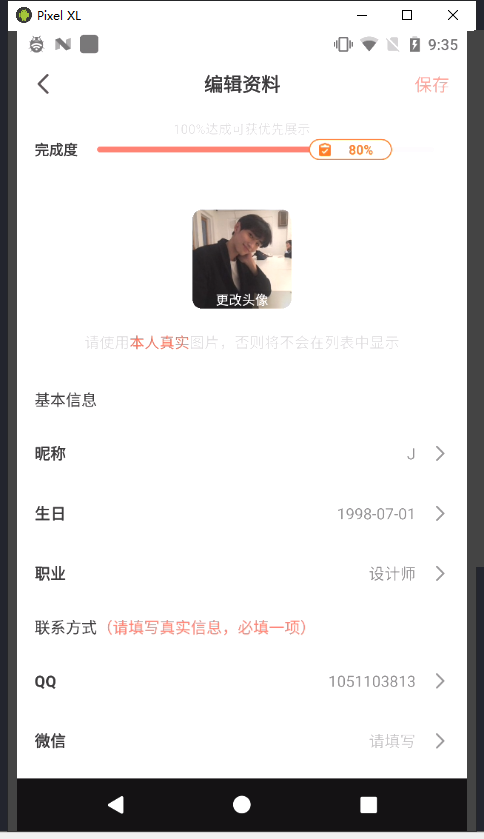 Pixel XL
9:35
编辑资料
保存
100%达成可获优先展示
完成度
80%
更改头像
请使用本人真实图片，否则将不会在列表中显示
基本信息
昵称
J
生日
1998-07-01
职业
设计师
联系方式（请填写真实信息，必填一项）
QQ
1051103813
微信
请填写